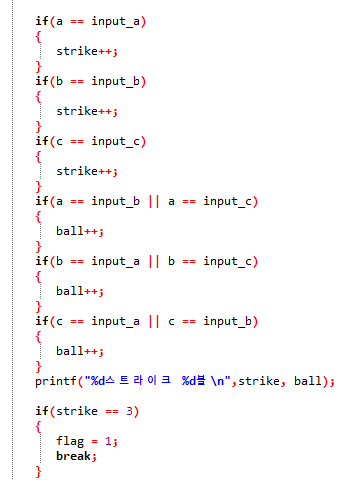 if(a == input_a)
{
strike++;
}
if(b == input_b)
{
strike++;
}
if(c == input_c)
{
strike++;
}
if(a == input_b || a == input_c)
{
ball++;
}
if(b == input_a || b == input_c)
{
ball++;
}
if(c == input_a || c == input_b)
{
ball++;
}
printf("%d스트라이크 %d볼\n",strike, ball);
if(strike == 3)
{
flag = 1;
break;
}